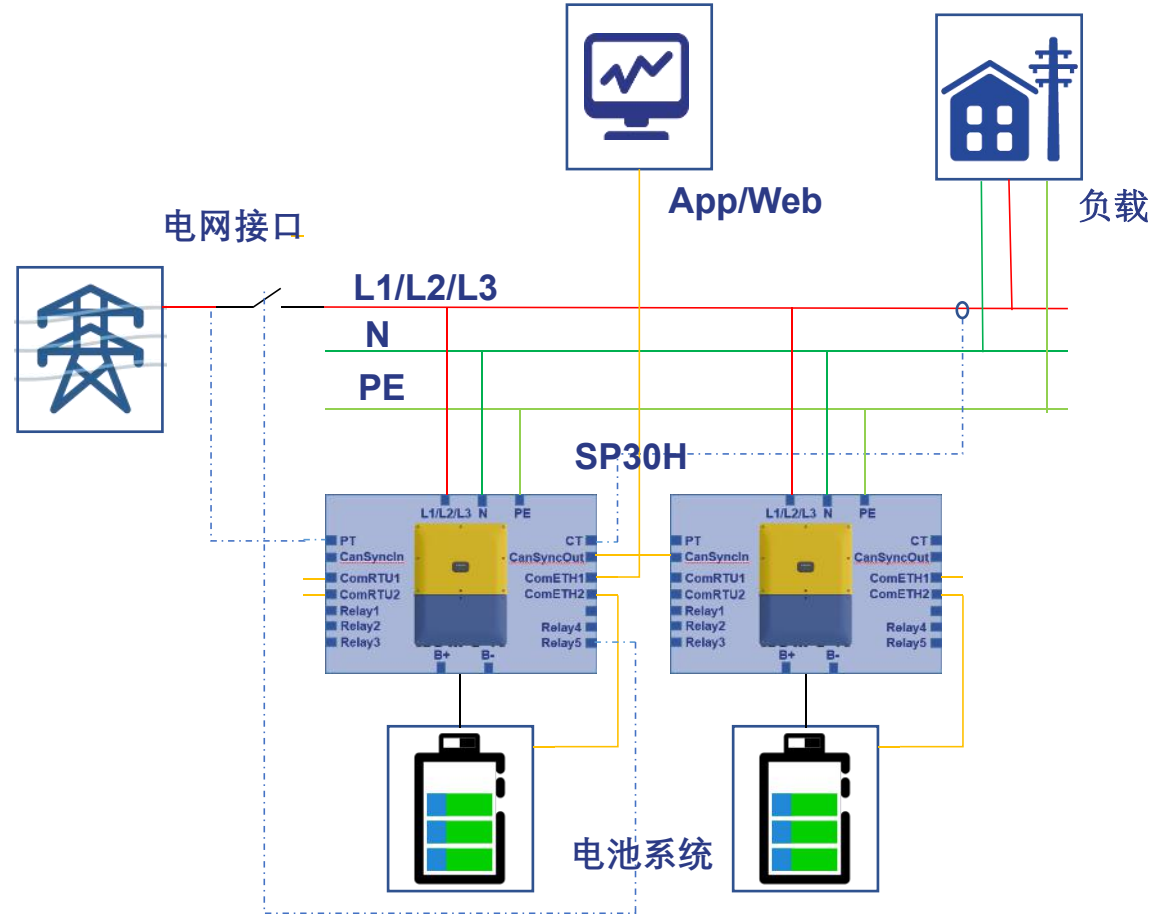 App/Web
负载
电网接口
L1/L2/L3
N
PE
SP30H
L1/L2/L3 N PE
PT CT
CanSyncIn CanSyncOut
ComRTU1 ComETH1
ComRTU2 ComETH2
Relay1
Relay2 Relay4
Relay3 Relay5
B+ B-
L1/L2/L3 N PE
PT CT
CanSyncIn CanSyncOut
ComRTU1 ComETH1
ComRTU2 ComETH2
Relay1
Relay2 Relay4
Relay3 Relay5
B+ B-
电池系统